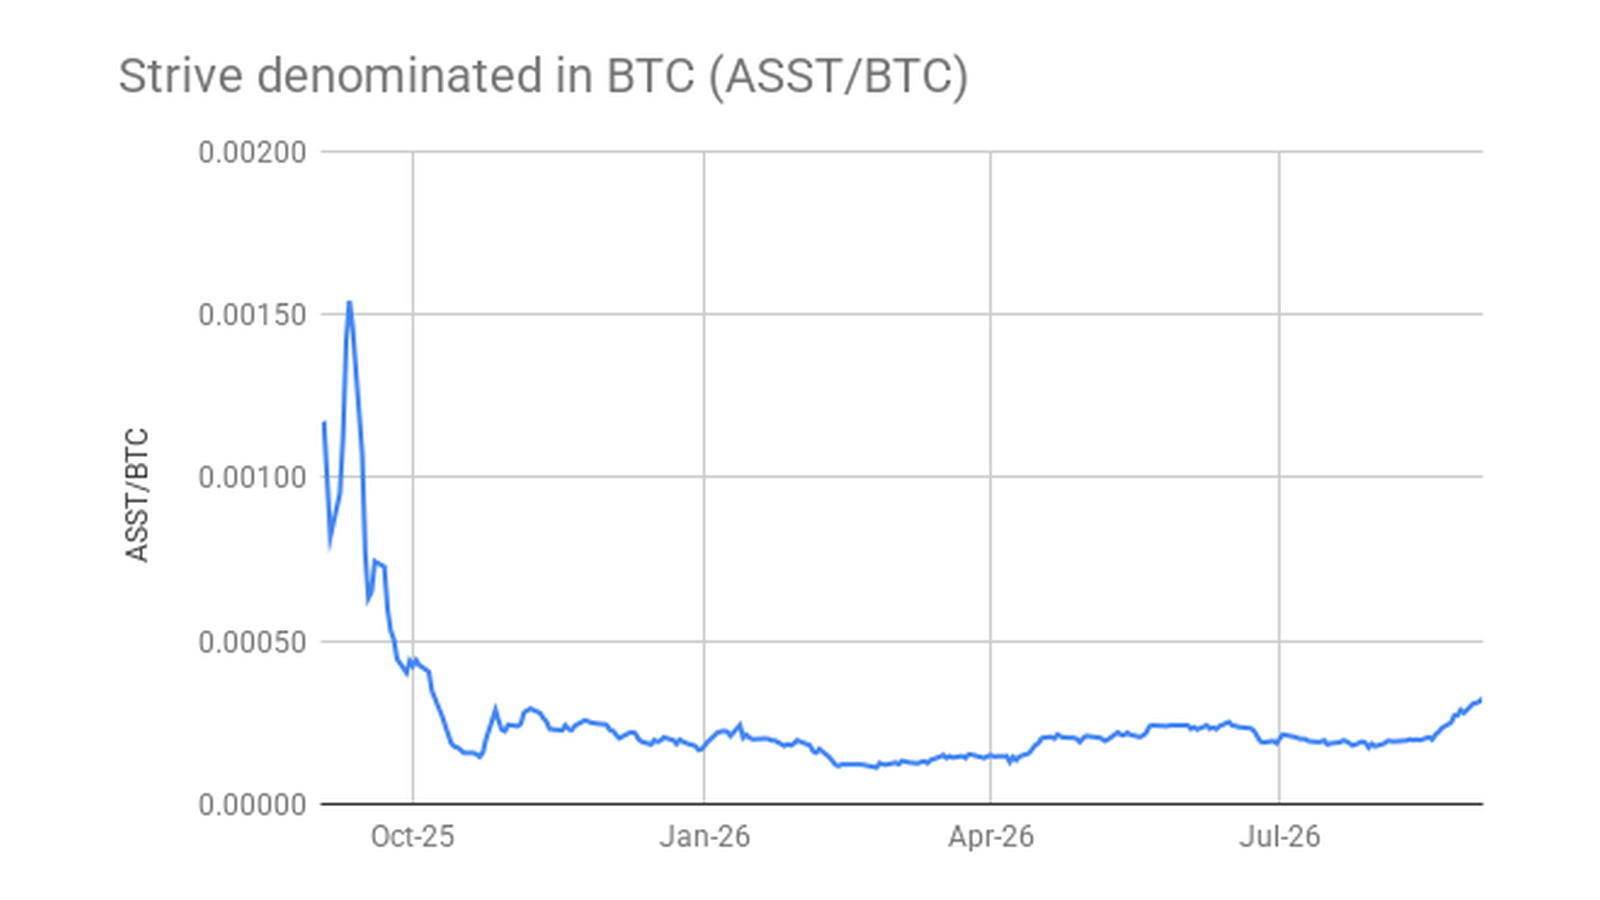 Strive denominated in BTC (ASST/BTC)
0.00200
0.00150
0.00100
0.00050
0.00000
ASST/BTC
Oct-25
Jan-26
Apr-26
Jul-26